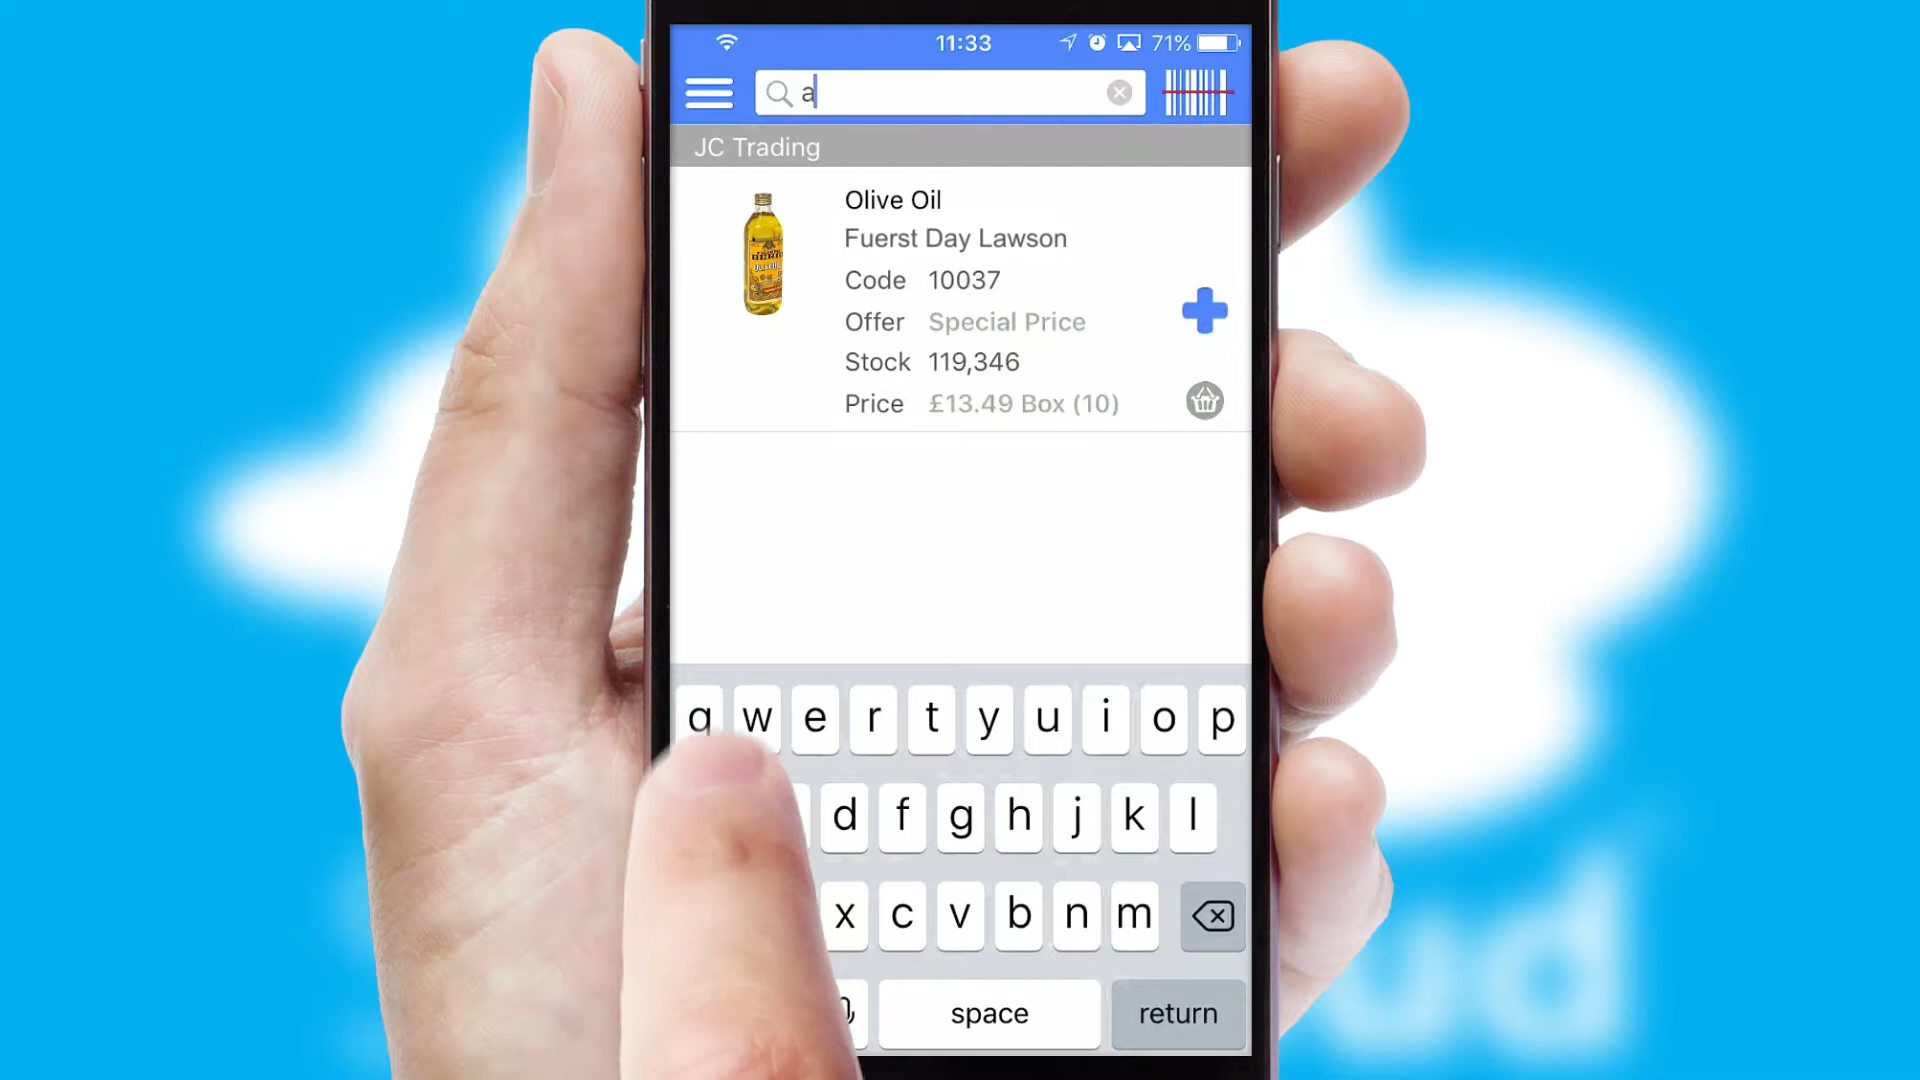 11:33
71%
a
JC Trading
Olive Oil
Fuerst Day Lawson
Code 10037
Offer Special Price
Stock 119,346
Price £13.49 Box (10)
q w e r t y u i o p
d f g h j k l
x c v b n m
space return
ud